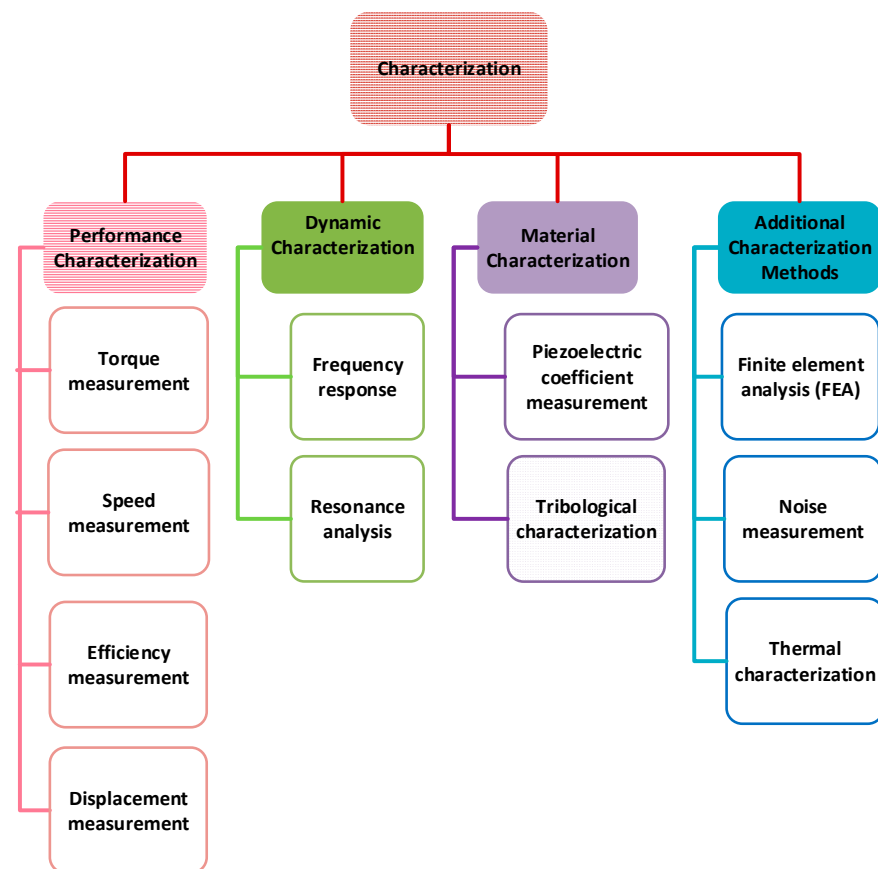 Characterization
Performance
Characterization
Torque
measurement
Speed
measurement
Efficiency
measurement
Displacement
measurement
Dynamic
Characterization
Frequency
response
Resonance
analysis
Material
Characterization
Piezoelectric
coefficient
measurement
Tribological
characterization
Additional
Characterization
Methods
Finite element
analysis (FEA)
Noise
measurement
Thermal
characterization